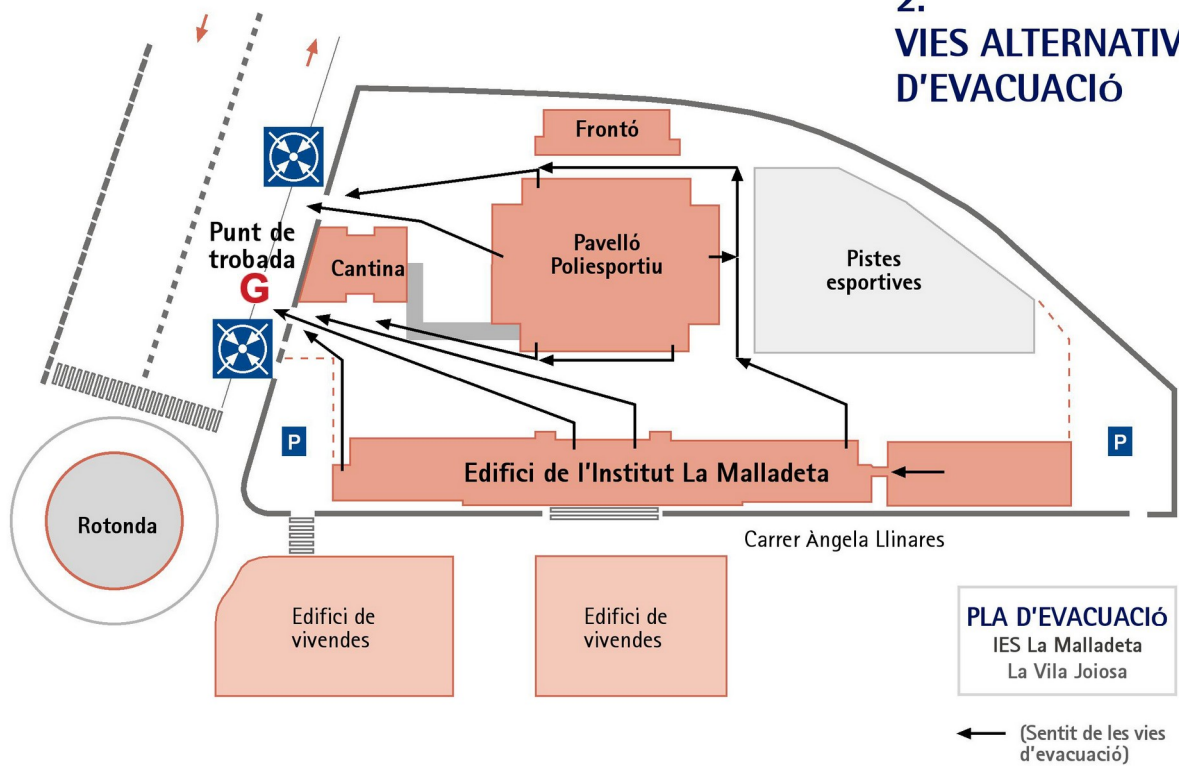 2.
VIES ALTERNATIV
D'EVACUACIó
Frontó
Punt de
trobada
G
Cantina
Pavelló
Poliesportiu
Pistes
esportives
P
P
Edifici de l'Institut La Malladeta
Rotonda
Carrer Àngela Llinares
Edifici de
vivendes
Edifici de
vivendes
PLA D'EVACUACIó
IES La Malladeta
La Vila Joiosa
(Sentit de les vies
d'evacuació)